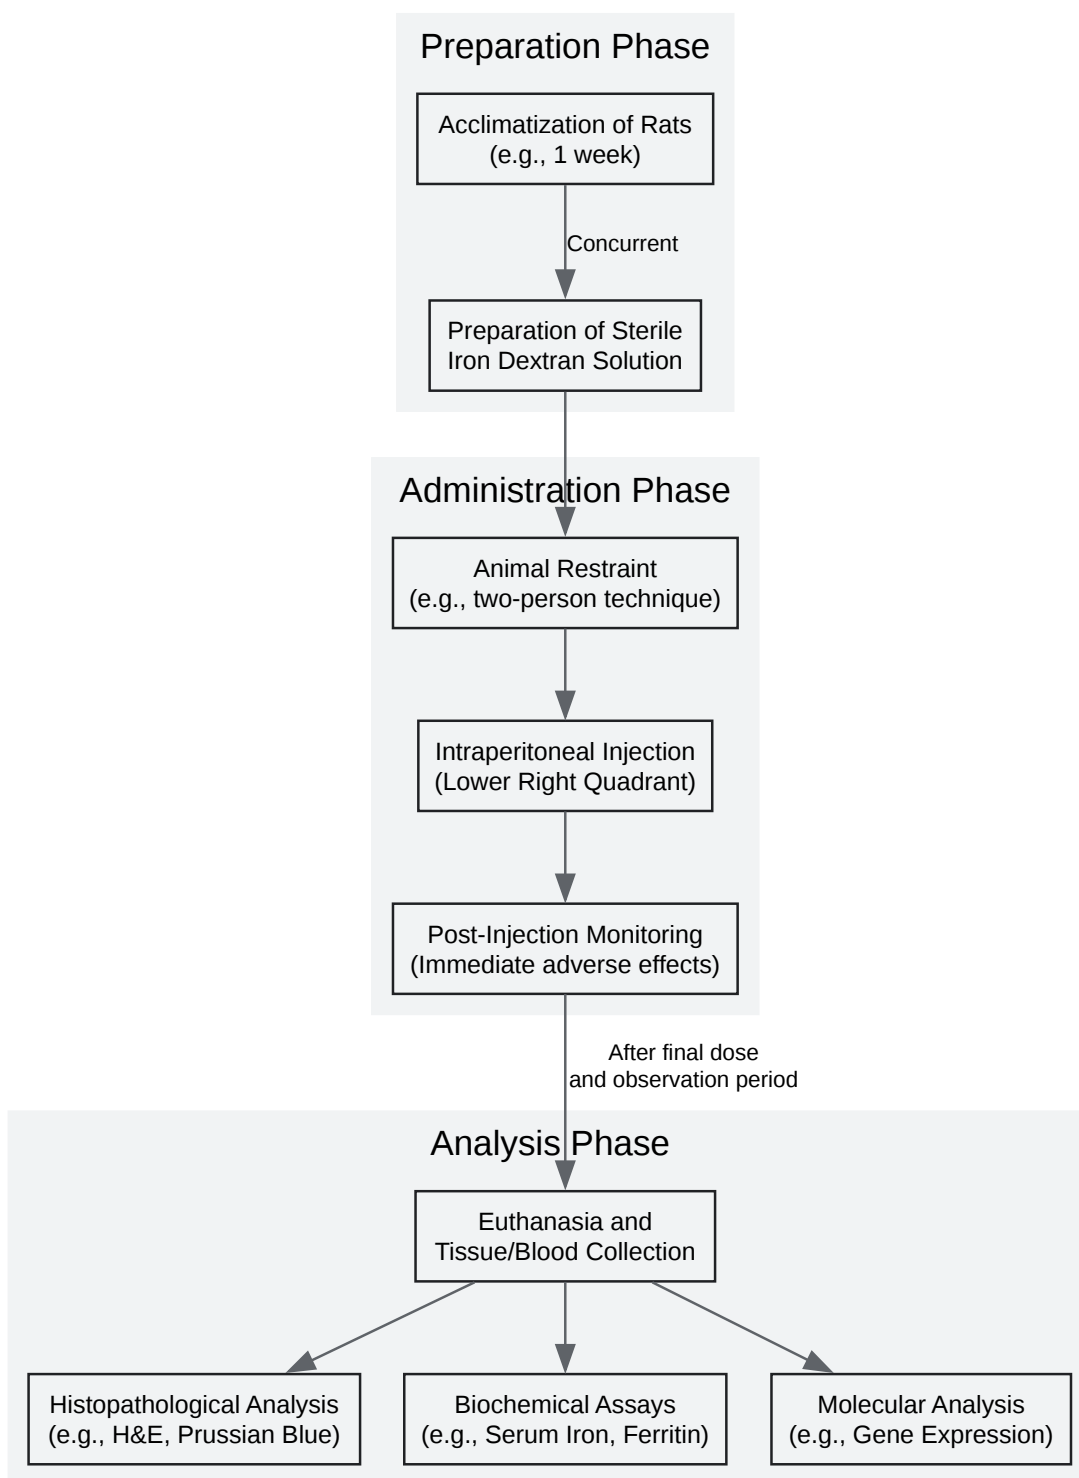 Preparation Phase
Acclimatization of Rats
(e.g., 1 week)
Concurrent
Preparation of Sterile
Iron Dextran Solution
Administration Phase
Animal Restraint
(e.g., two-person technique)
Intraperitoneal Injection
(Lower Right Quadrant)
Post-Injection Monitoring
(Immediate adverse effects)
After final dose
and observation period
Analysis Phase
Euthanasia and
Tissue/Blood Collection
Histopathological Analysis
(e.g., H&E, Prussian Blue)
Biochemical Assays
(e.g., Serum Iron, Ferritin)
Molecular Analysis
(e.g., Gene Expression)